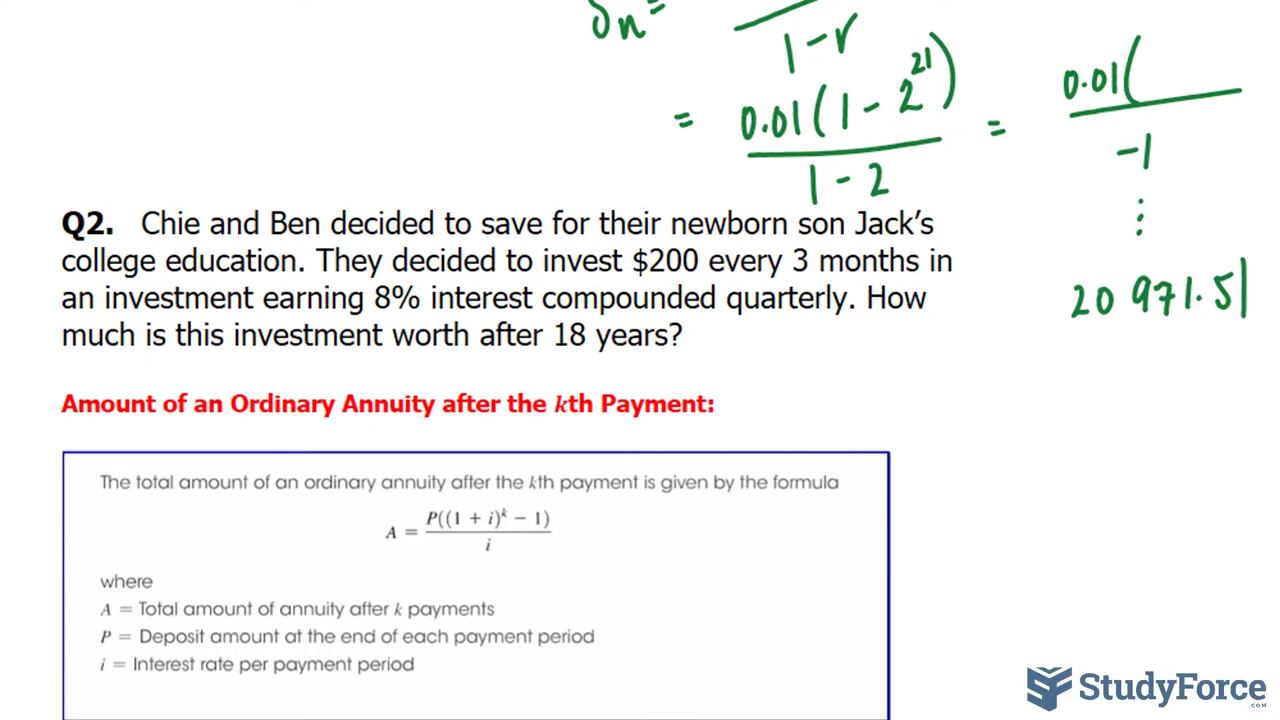 Sn =
1 - r
= 0.01(1 - 2^21) / 1 - 2 = 0.01( / -1
⋮
20 971.51
Q2. Chie and Ben decided to save for their newborn son Jack's
college education. They decided to invest $200 every 3 months in
an investment earning 8% interest compounded quarterly. How
much is this investment worth after 18 years?
Amount of an Ordinary Annuity after the kth Payment:
The total amount of an ordinary annuity after the kth payment is given by the formula
A = P((1 + i)^k − 1) / i
where
A = Total amount of annuity after k payments
P = Deposit amount at the end of each payment period
i = Interest rate per payment period
StudyForce
.COM